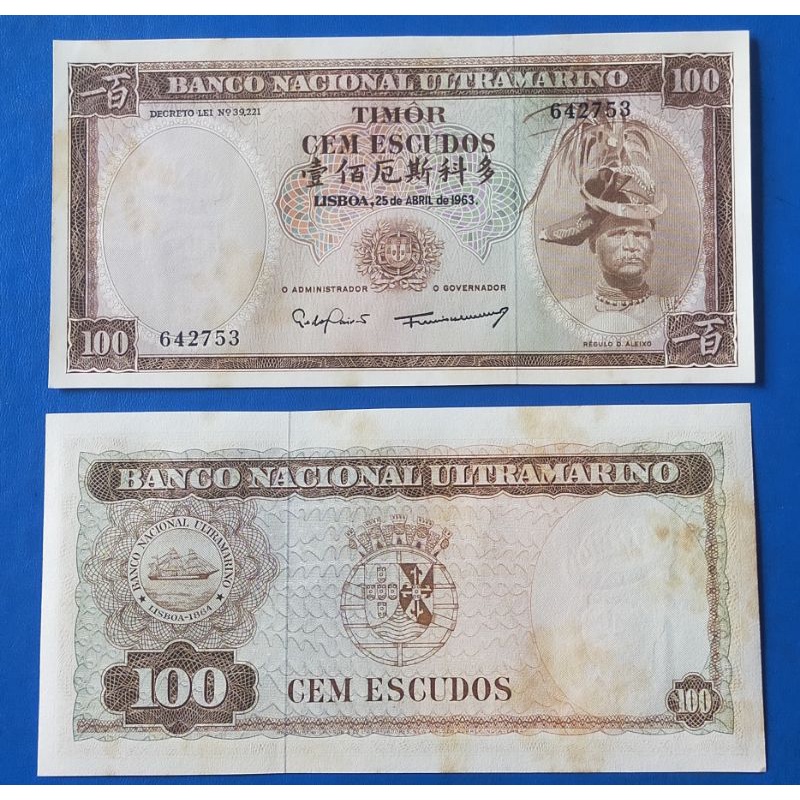 一百 BANCO NACIONAL ULTRAMARINO 100
DECRETO-LEI Nº 39,221 TIMÔR 642753
CEM ESCUDOS
壹佰厄斯科多
LISBOA, 25 de ABRIL de 1963.
O ADMINISTRADOR O GOVERNADOR
100 642753 一百
RÉGULO D. ALEIXO
BANCO NACIONAL ULTRAMARINO
BANCO NACIONAL ULTRAMARINO
LISBOA-1864
100 CEM ESCUDOS 100